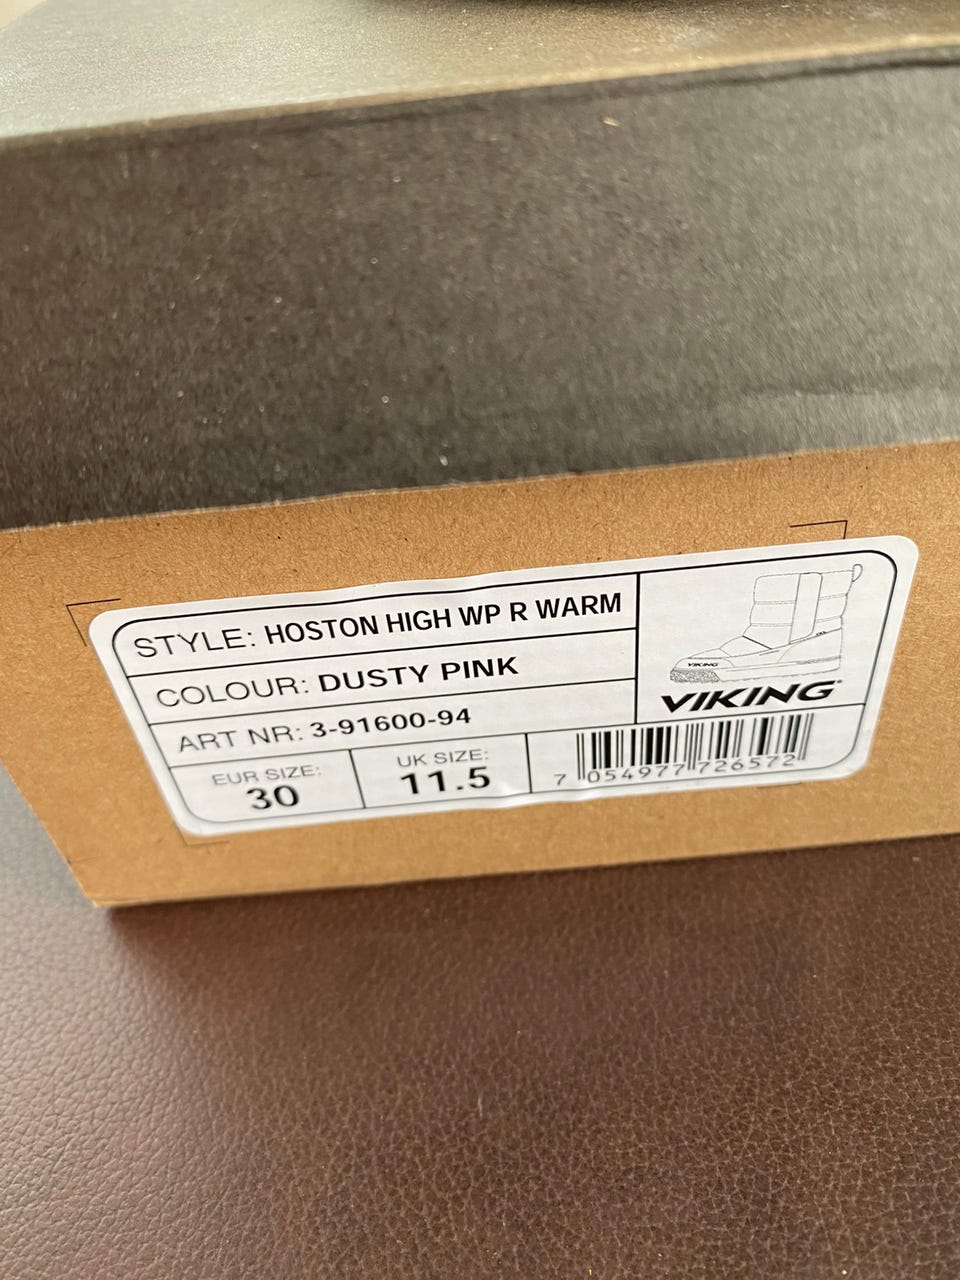 STYLE: HOSTON HIGH WP R WARM
COLOUR: DUSTY PINK
ART NR: 3-91600-94
EUR SIZE:
30
UK SIZE:
11.5
VIKING
VIKING®
7 054977 726572